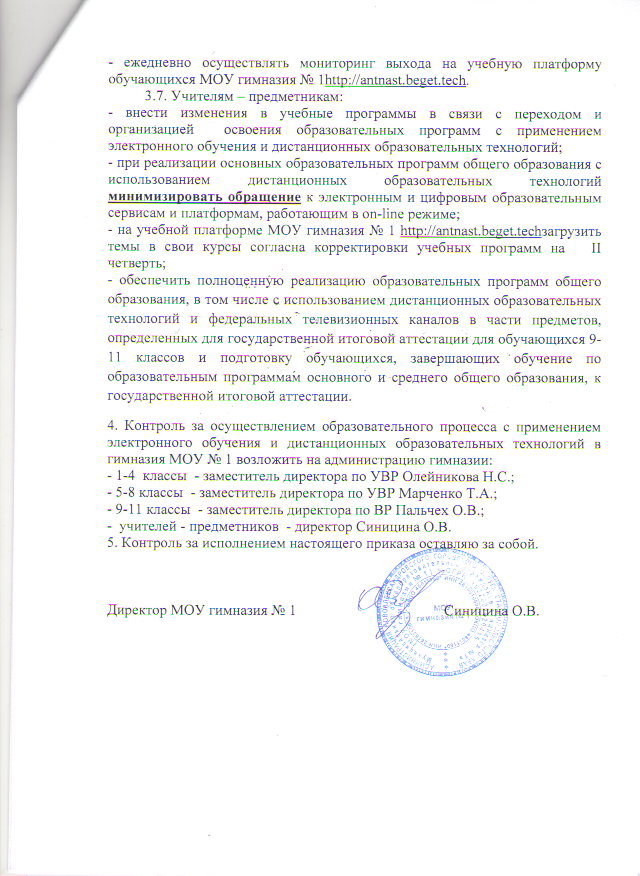 - ежедневно осуществлять мониторинг выхода на учебную платформу
обучающихся МОУ гимназия № 1http://antnast.beget.tech.
3.7. Учителям – предметникам:
- внести изменения в учебные программы в связи с переходом и
организацией освоения образовательных программ с применением
электронного обучения и дистанционных образовательных технологий;
- при реализации основных образовательных программ общего образования с
использованием дистанционных образовательных технологий
минимизировать обращение к электронным и цифровым образовательным
сервисам и платформам, работающим в on-line режиме;
- на учебной платформе МОУ гимназия № 1 http://antnast.beget.techзагрузить
темы в свои курсы согласна корректировки учебных программ на II
четверть;
- обеспечить полноценную реализацию образовательных программ общего
образования, в том числе с использованием дистанционных образовательных
технологий и федеральных телевизионных каналов в части предметов,
определенных для государственной итоговой аттестации для обучающихся 9-
11 классов и подготовку обучающихся, завершающих обучение по
образовательным программам основного и среднего общего образования, к
государственной итоговой аттестации.
4. Контроль за осуществлением образовательного процесса с применением
электронного обучения и дистанционных образовательных технологий в
гимназия МОУ № 1 возложить на администрацию гимназии:
- 1-4 классы - заместитель директора по УВР Олейникова Н.С.;
- 5-8 классы - заместитель директора по УВР Марченко Т.А.;
- 9-11 классы - заместитель директора по ВР Пальчех О.В.;
- учителей - предметников - директор Синицина О.В.
5. Контроль за исполнением настоящего приказа оставляю за собой.
Директор МОУ гимназия № 1 Синицина О.В.
МОУ
гимназия № 1